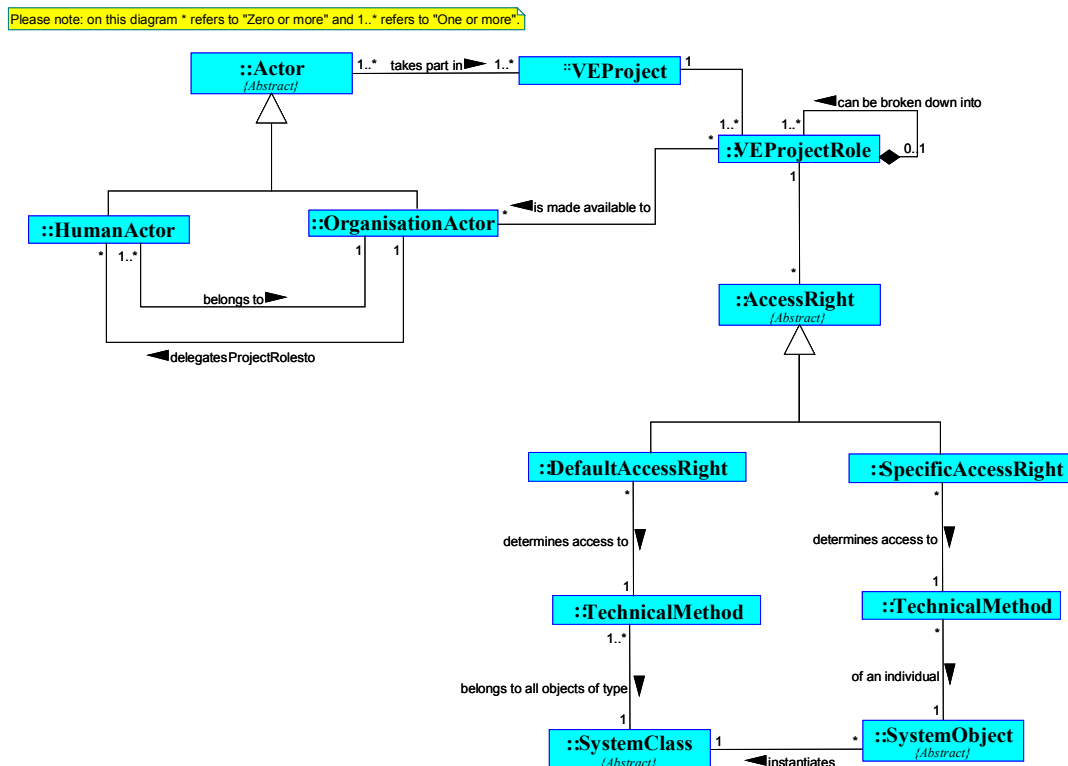 Please note: on this diagram * refers to "Zero or more" and 1..* refers to "One or more".
::Actor
{Abstract}
1..* takes part in 1..*
::VEProject
1
can be broken down into
1..*
1..*
*
::VEProjectRole
0..1
1
is made available to
*
::HumanActor
::OrganisationActor
*
1..*
1
1
belongs to
delegatesProjectRolesto
*
::AccessRight
{Abstract}
::DefaultAccessRight
::SpecificAccessRight
*
*
determines access to
determines access to
1
1
::TechnicalMethod
::TechnicalMethod
1..*
*
belongs to all objects of type
of an individual
1
1
::SystemClass
{Abstract}
1
*
::SystemObject
{Abstract}
instantiates